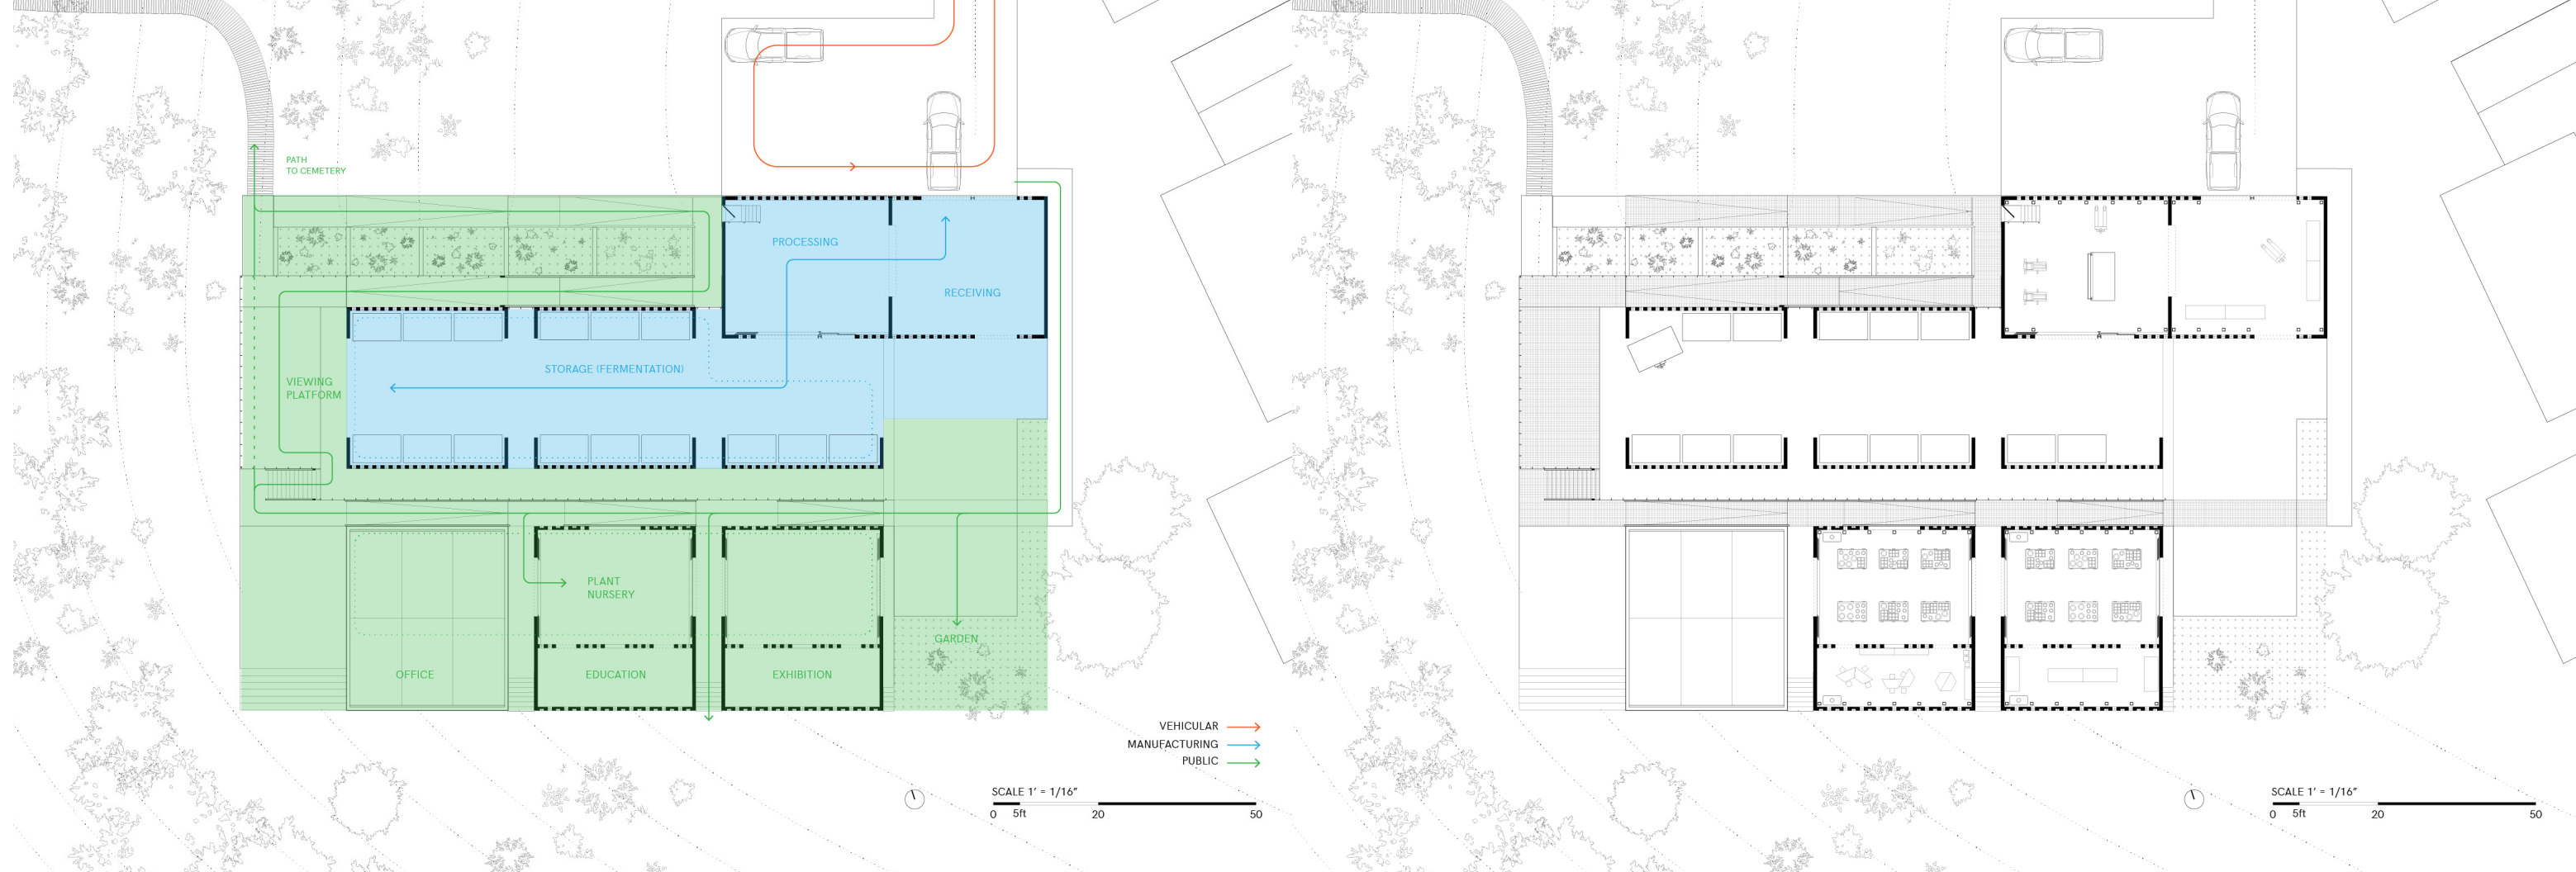 PATH
TO CEMETERY
PROCESSING
RECEIVING
STORAGE (FERMENTATION)
VIEWING
PLATFORM
PLANT
NURSERY
GARDEN
OFFICE
EDUCATION
EXHIBITION
VEHICULAR
MANUFACTURING
PUBLIC
SCALE 1' = 1/16"
0 5ft 20 50
SCALE 1' = 1/16"
0 5ft 20 50